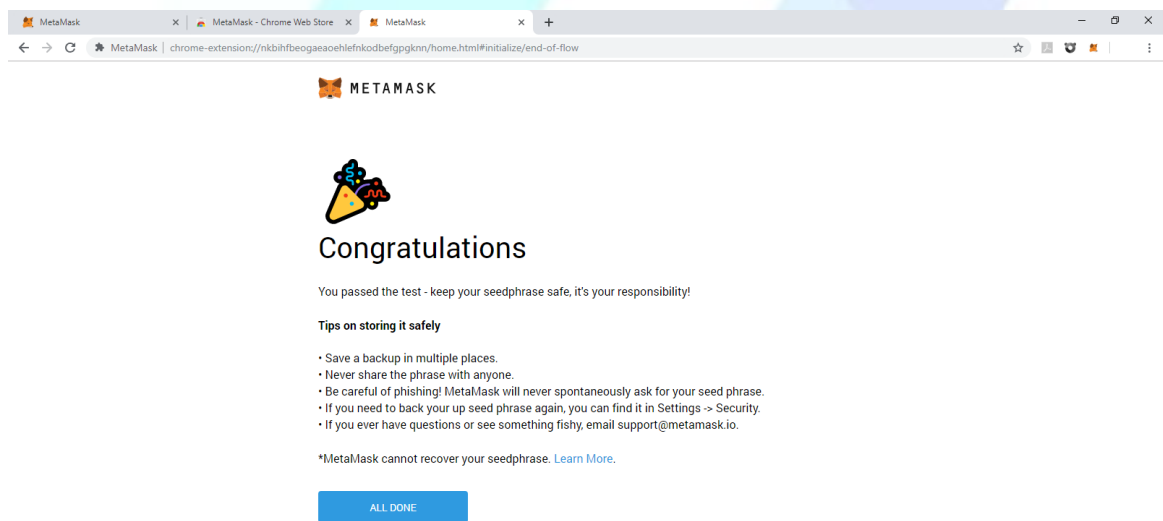 MetaMask
MetaMask - Chrome Web Store
MetaMask
MetaMask | chrome-extension://nkbihfbeogaeaoehlefnkodbefgpgknn/home.html#initialize/end-of-flow
METAMASK
Congratulations
You passed the test - keep your seedphrase safe, it's your responsibility!
Tips on storing it safely
• Save a backup in multiple places.
• Never share the phrase with anyone.
• Be careful of phishing! MetaMask will never spontaneously ask for your seed phrase.
• If you need to back your up seed phrase again, you can find it in Settings -> Security.
• If you ever have questions or see something fishy, email support@metamask.io.
*MetaMask cannot recover your seedphrase. Learn More.
ALL DONE